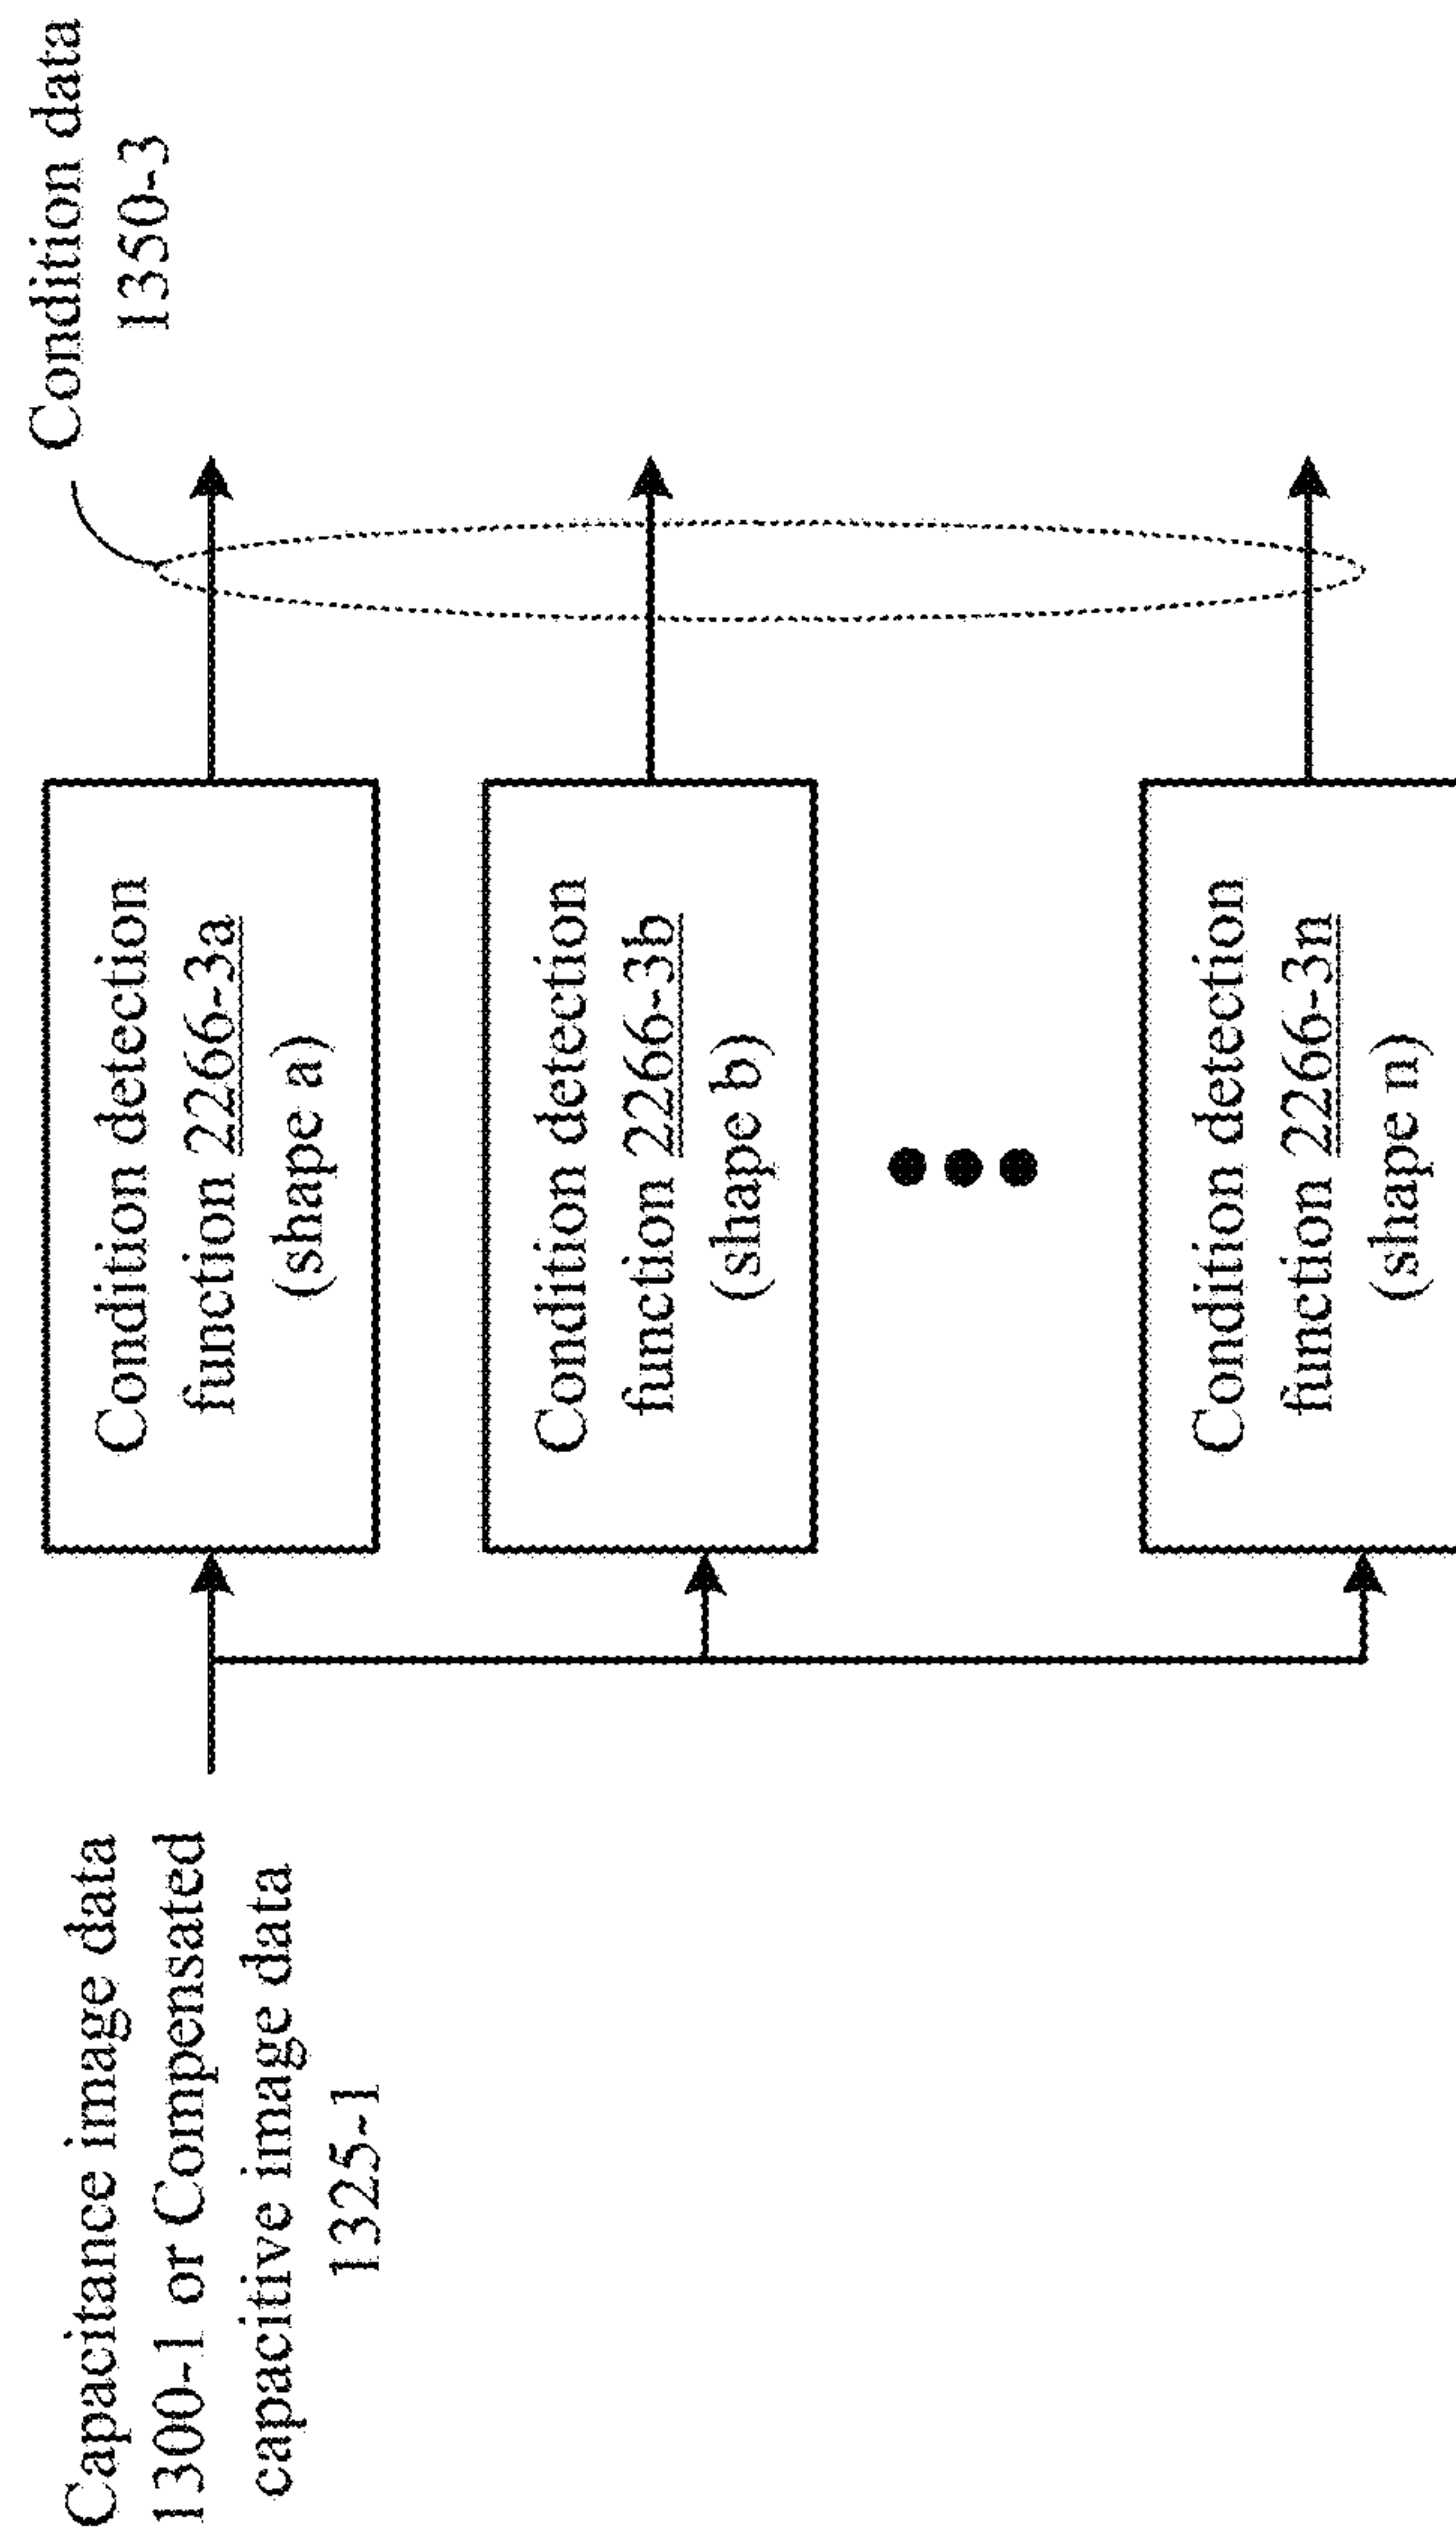 Capacitance image data
1300-1 or Compensated
capacitive image data
1325-1
Condition detection
function 2266-3a
(shape a)
Condition detection
function 2266-3b
(shape b)
Condition detection
function 2266-3n
(shape n)
Condition data
1350-3